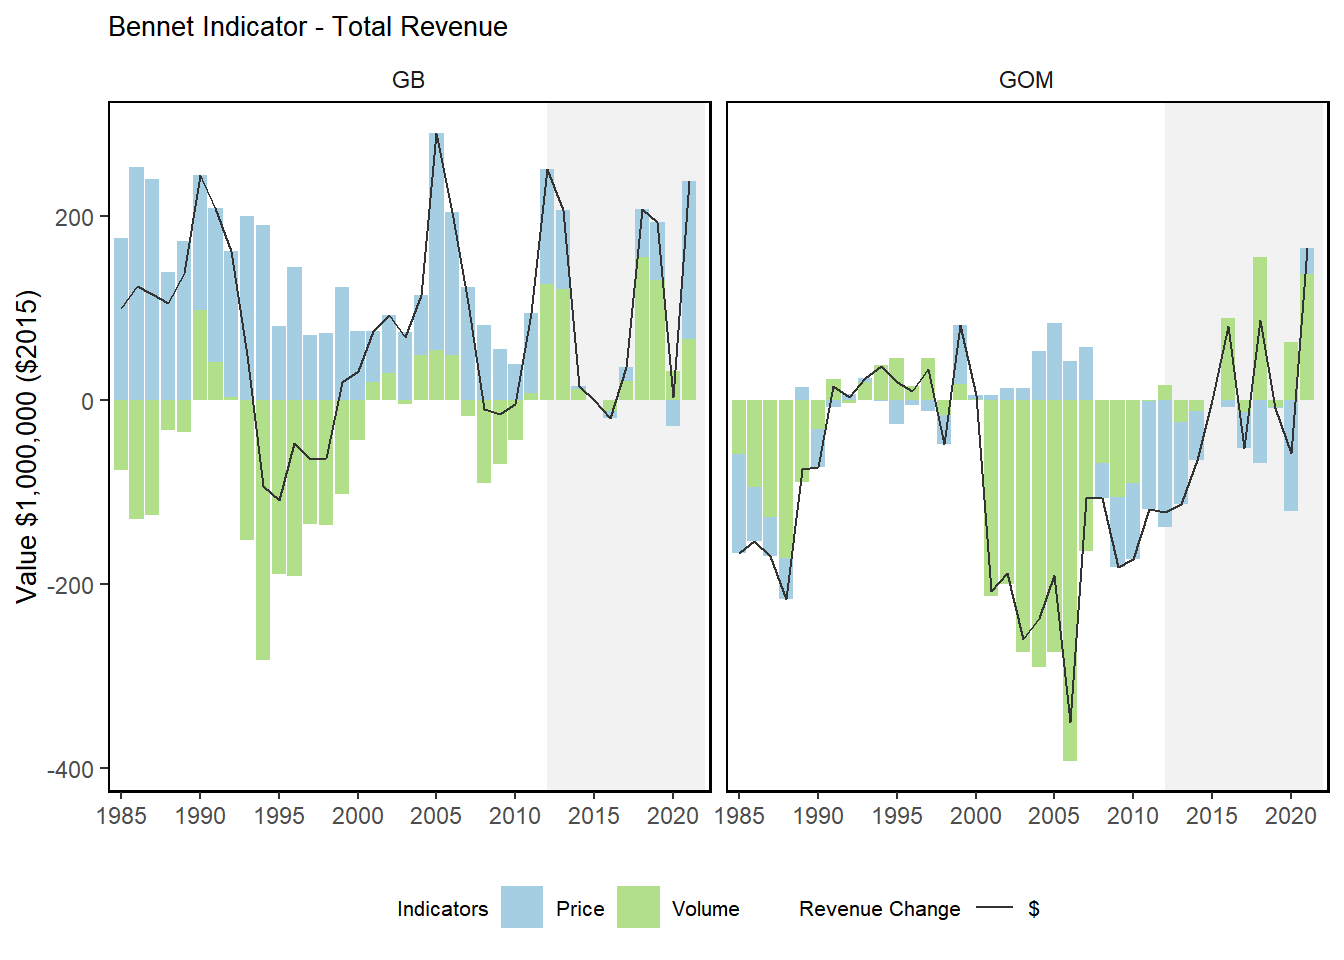 Bennet Indicator - Total Revenue
GB
GOM
Value $1,000,000 ($2015)
200
0
-200
-400
1985 1990 1995 2000 2005 2010 2015 2020
1985 1990 1995 2000 2005 2010 2015 2020
Indicators Price Volume Revenue Change $